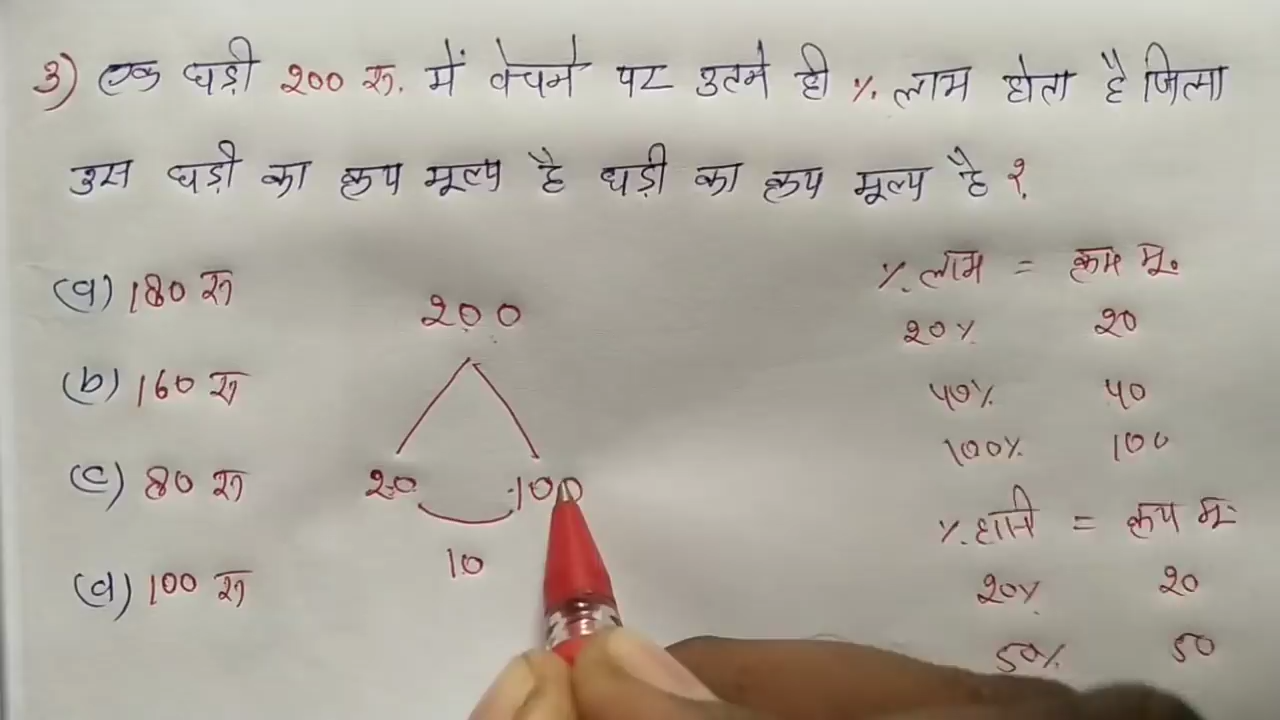 3) एक घड़ी 200 रु. में बेचने पर उतने ही % लाभ होता है जितना
उस घड़ी का क्रय मूल्य है घड़ी का क्रय मूल्य है ?
(a) 180 रु
(b) 160 रु
(c) 80 रु
(d) 100 रु
200
20 100
10
% लाभ = क्रय मू.
20% 20
40% 40
100% 100
% हानि = क्रय मू.
20% 20
50% 50